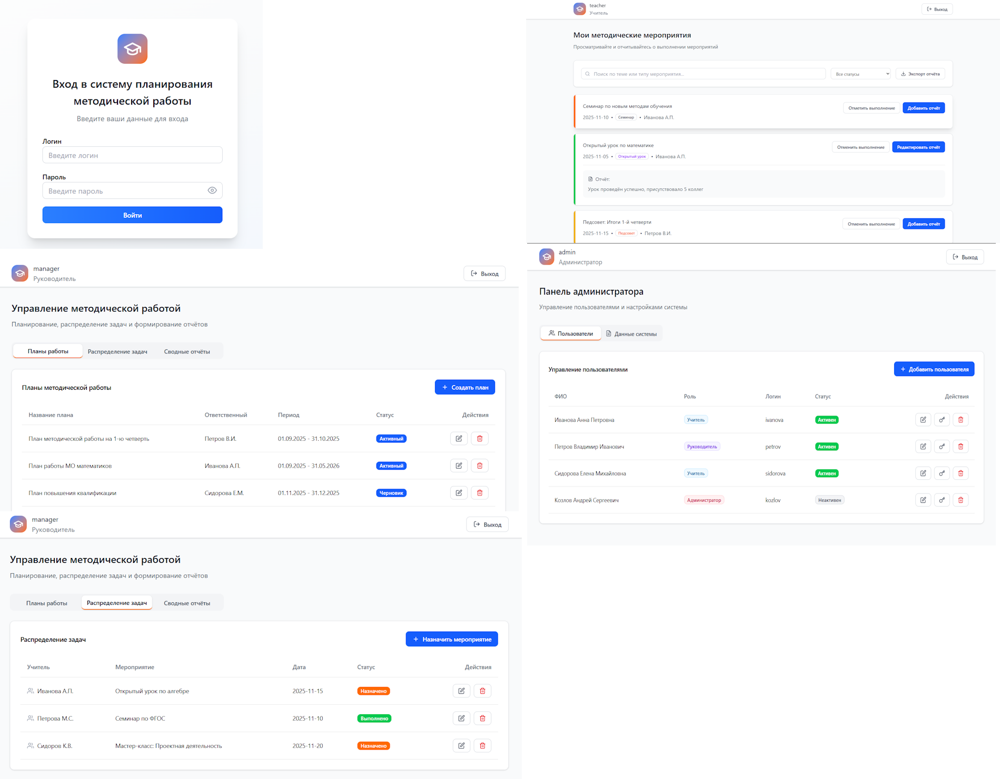 Вход в систему планирования
методической работы
Введите ваши данные для входа
Логин
Введите логин
Пароль
Введите пароль
Войти
teacher
Учитель
Выход
Мои методические мероприятия
Просматривайте и отчитывайтесь о выполнении мероприятий
Поиск по теме или типу мероприятия...
Все статусы
Экспорт отчёта
Семинар по новым методам обучения
Отметить выполнение
Добавить отчёт
2025-11-10 • Семинар • Иванова А.П.
Открытый урок по математике
Отменить выполнение
Редактировать отчёт
2025-11-05 • Открытый урок • Иванова А.П.
Отчёт:
Урок проведён успешно, присутствовало 5 коллег
Педсовет: Итоги 1-й четверти
Отменить выполнение
Добавить отчёт
2025-11-15 • Педсовет • Петров В.И.
manager
Руководитель
Выход
Управление методической работой
Планирование, распределение задач и формирование отчётов
Планы работы Распределение задач Сводные отчёты
Планы методической работы
+ Создать план
Название плана Ответственный Период Статус Действия
План методической работы на 1-ю четверть Петров В.И. 01.09.2025 - 31.10.2025 Активный
План работы МО математиков Иванова А.П. 01.09.2025 - 31.05.2026 Активный
План повышения квалификации Сидорова Е.М. 01.11.2025 - 31.12.2025 Черновик
admin
Администратор
Выход
Панель администратора
Управление пользователями и настройками системы
Пользователи Данные системы
Управление пользователями
+ Добавить пользователя
ФИО Роль Логин Статус Действия
Иванова Анна Петровна Учитель ivanova Активен
Петров Владимир Иванович Руководитель petrov Активен
Сидорова Елена Михайловна Учитель sidorova Активен
Козлов Андрей Сергеевич Администратор kozlov Неактивен
manager
Руководитель
Выход
Управление методической работой
Планирование, распределение задач и формирование отчётов
Планы работы Распределение задач Сводные отчёты
Распределение задач
+ Назначить мероприятие
Учитель Мероприятие Дата Статус Действия
Иванова А.П. Открытый урок по алгебре 2025-11-15 Назначено
Петрова М.С. Семинар по ФГОС 2025-11-10 Выполнено
Сидоров К.В. Мастер-класс: Проектная деятельность 2025-11-20 Назначено